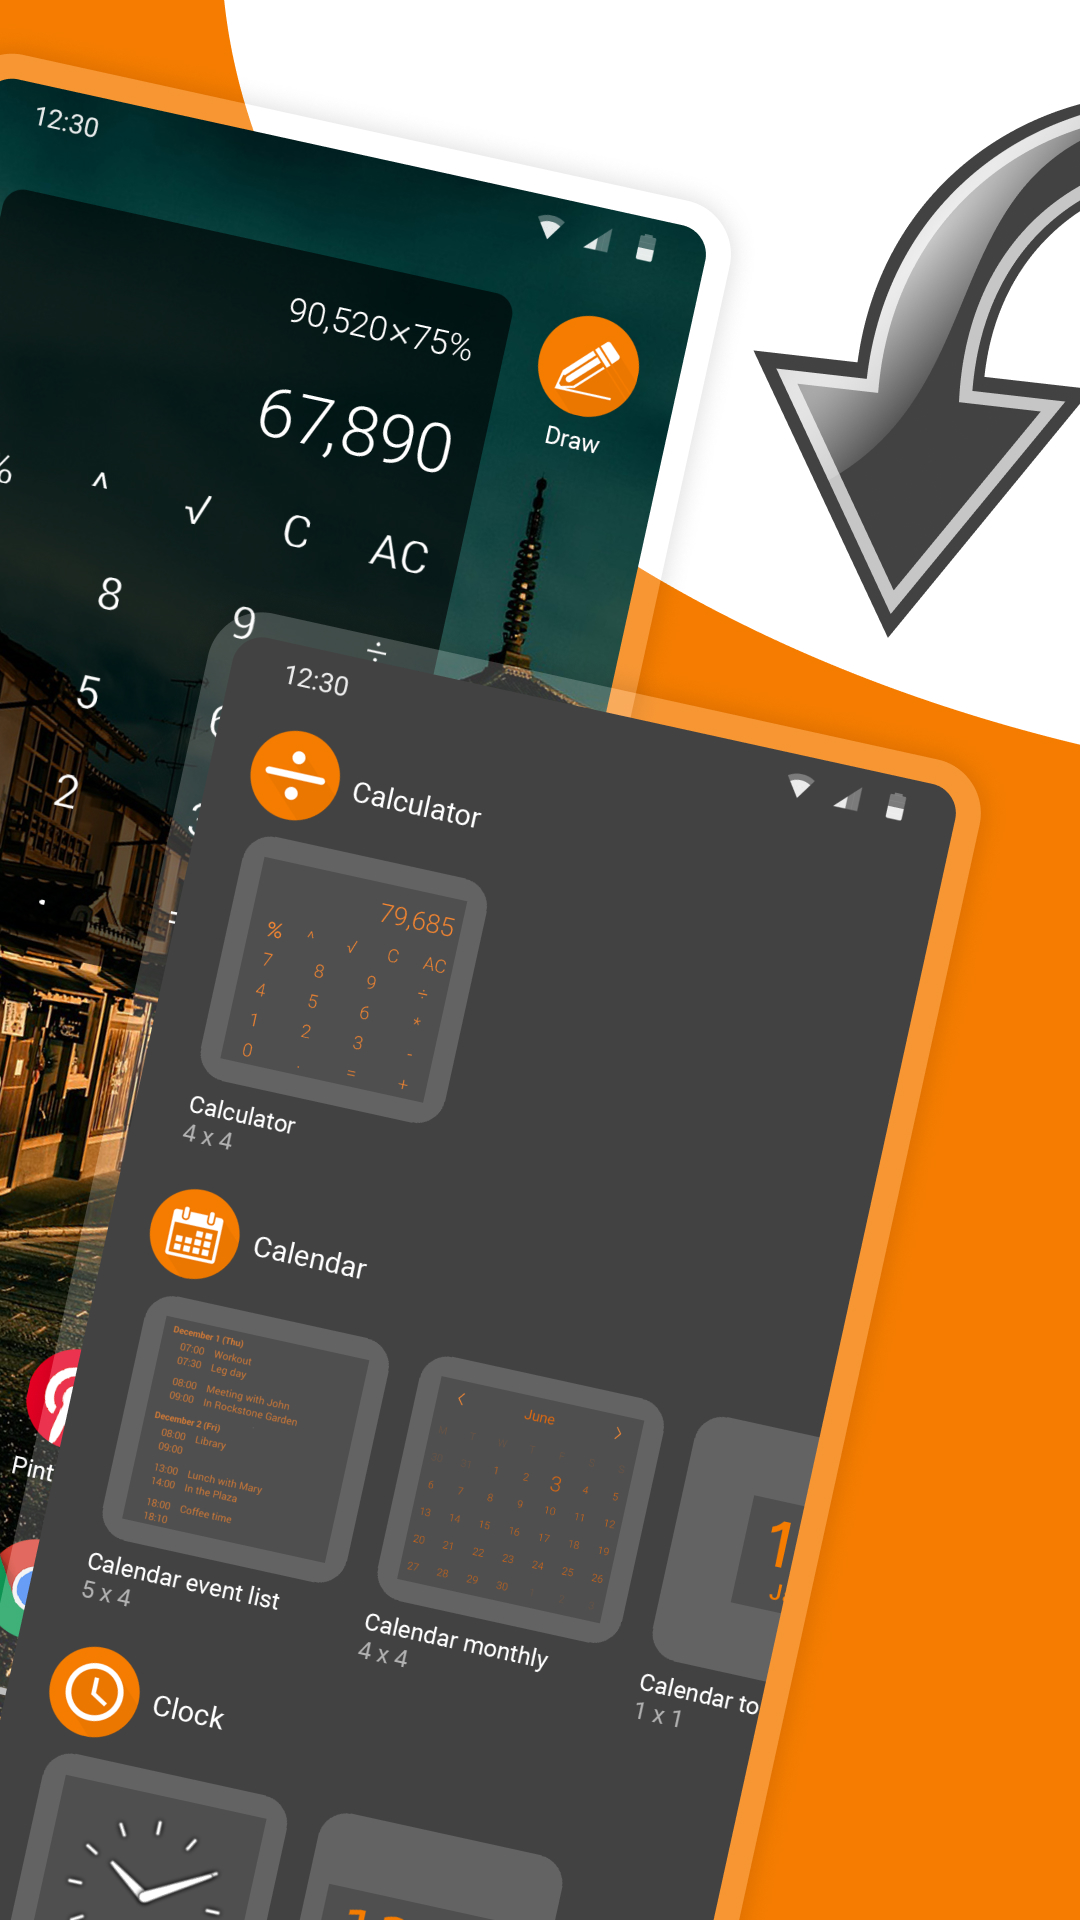 12:30
90,520×75%
67,890
Draw
% ^ √ C AC
8 9 ÷
5 6
2 3
.
=
Pint
12:30
Calculator
79,685
% ^ √ C AC
7 8 9 ÷
4 5 6 *
1 2 3 -
0 . = +
Calculator
4 x 4
Calendar
December 1 (Thu)
07:00 Workout
07:30 Leg day
08:00 Meeting with John
09:00 In Rockstone Garden
December 2 (Fri)
08:00 Library
09:00
13:00 Lunch with Mary
14:00 In the Plaza
18:00 Coffee time
18:10
Calendar event list
5 x 4
< June >
1 2 3 4 5
6 7 8 9 10 11 12
13 14 15 16 17 18 19
20 21 22 23 24 25 26
27 28 29 30
Calendar monthly
4 x 4
1
J
Calendar to
1 x 1
Clock